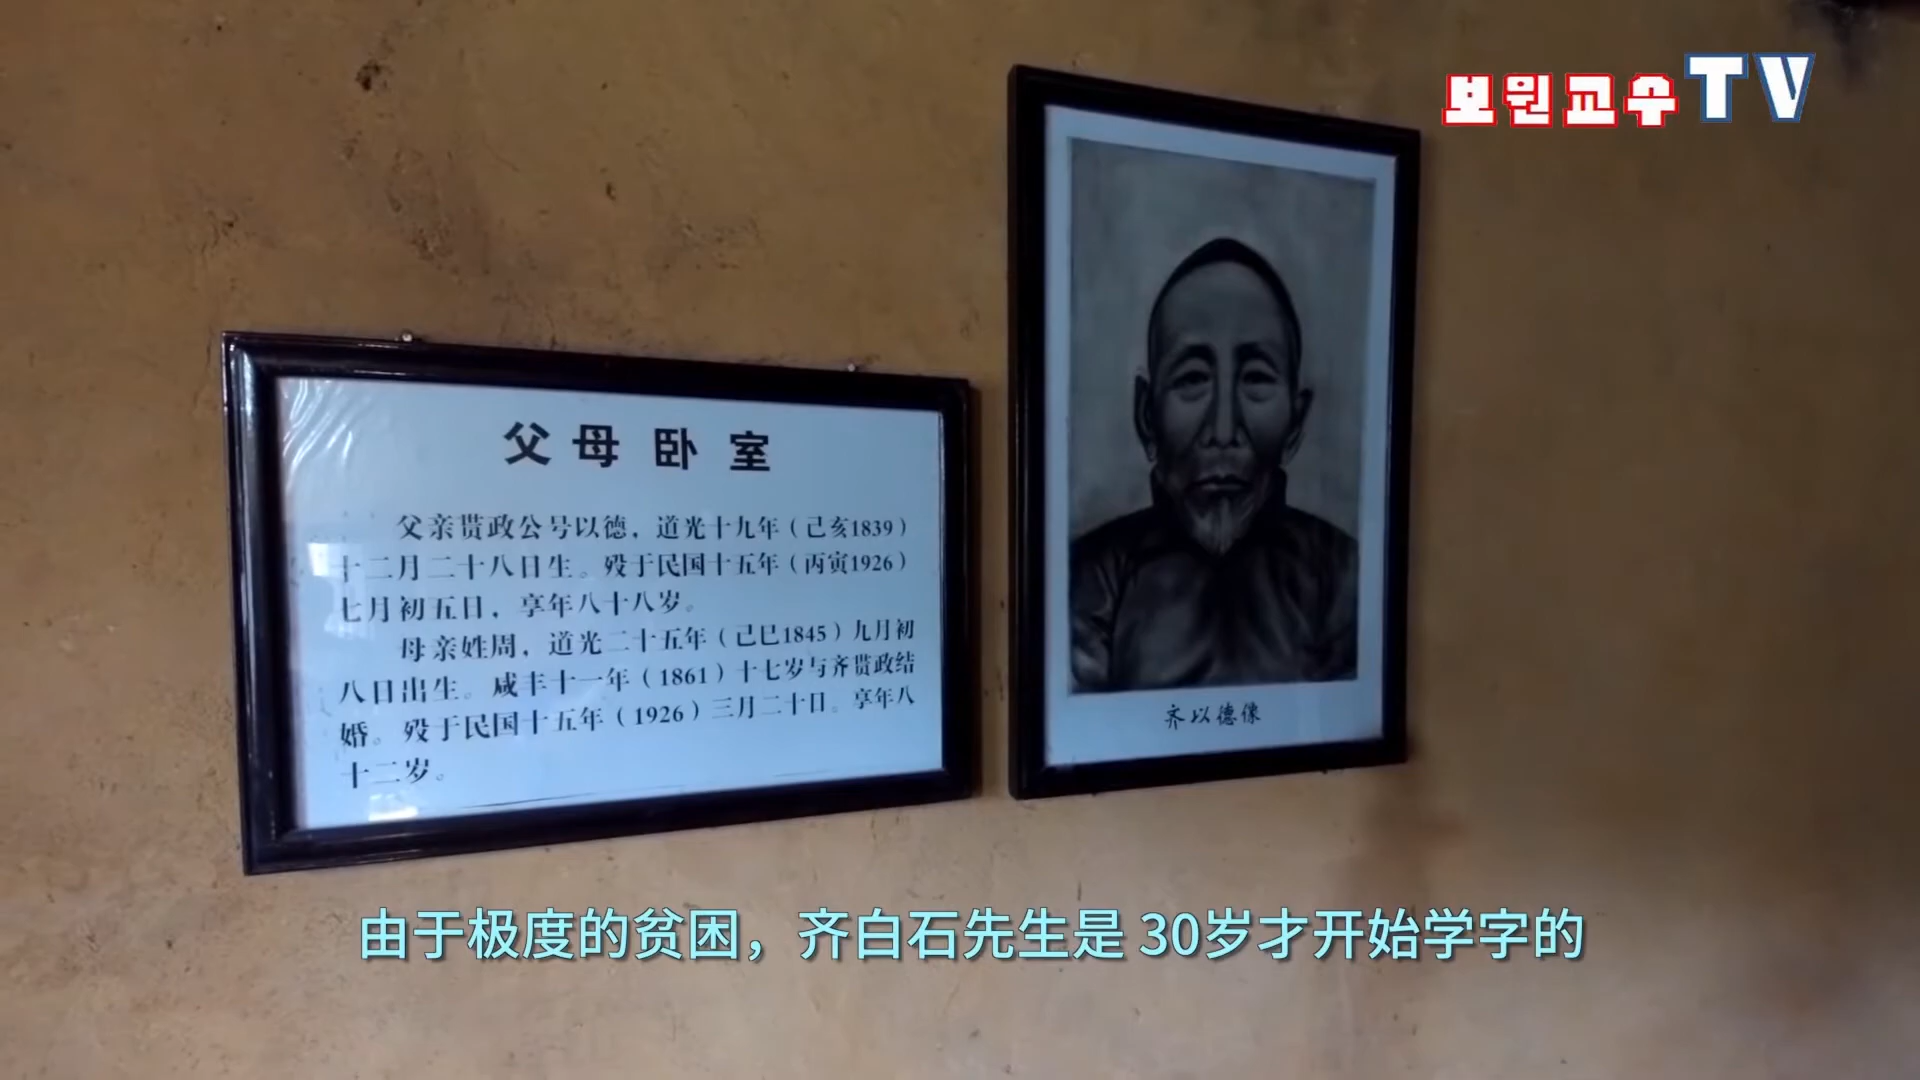 보원교수TV
父母卧室
父亲贳政公号以德，道光十九年（己亥1839）
十二月二十八日生。殁于民国十五年（丙寅1926）
七月初五日，享年八十八岁。
母亲姓周，道光二十五年（己巳1845）九月初
八日出生。咸丰十一年（1861）十七岁与齐贳政结
婚。殁于民国十五年（1926）三月二十日。享年八
十二岁。
齐以德像
由于极度的贫困，齐白石先生是 30岁才开始学字的